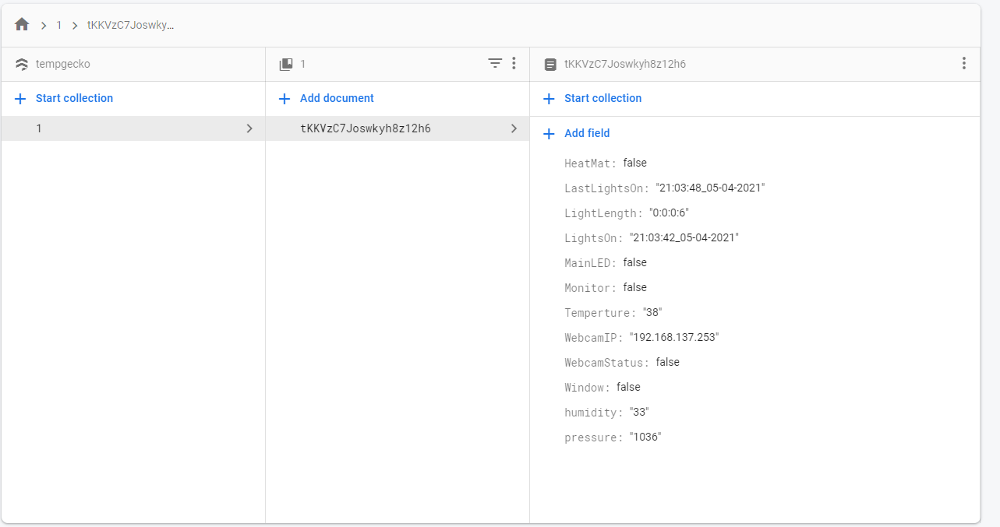 1 tKKVzC7Joswky…
tempgecko
Start collection
1
1
Add document
tKKVzC7Joswkyh8z12h6
tKKVzC7Joswkyh8z12h6
Start collection
Add field
HeatMat: false
LastLightsOn: "21:03:48_05-04-2021"
LightLength: "0:0:0:6"
LightsOn: "21:03:42_05-04-2021"
MainLED: false
Monitor: false
Temperture: "38"
WebcamIP: "192.168.137.253"
WebcamStatus: false
Window: false
humidity: "33"
pressure: "1036"